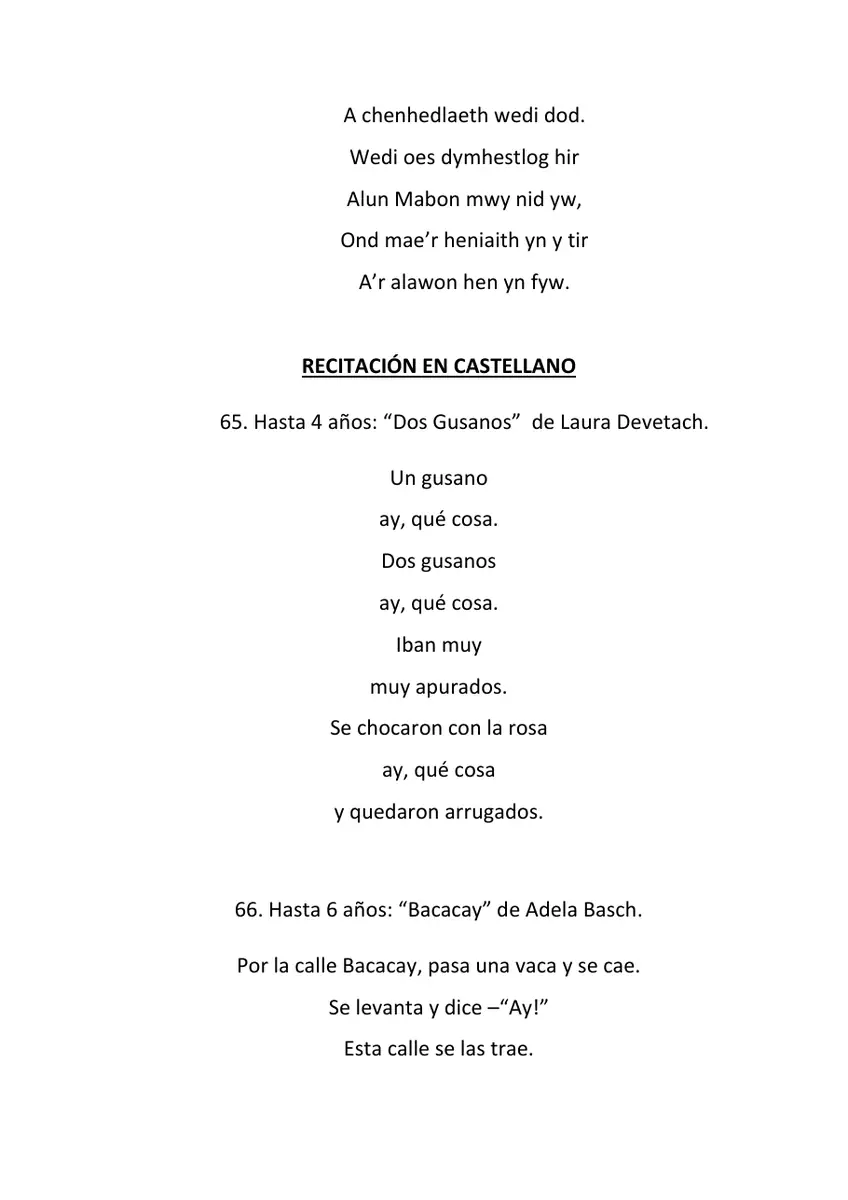 A chenhedlaeth wedi dod.
Wedi oes dymhestlog hir
Alun Mabon mwy nid yw,
Ond mae’r heniaith yn y tir
A’r alawon hen yn fyw.
RECITACIÓN EN CASTELLANO
65. Hasta 4 años: “Dos Gusanos”  de Laura Devetach.
Un gusano
ay, qué cosa.
Dos gusanos
ay, qué cosa.
Iban muy
muy apurados.
Se chocaron con la rosa
ay, qué cosa
y quedaron arrugados.
66. Hasta 6 años: “Bacacay” de Adela Basch.
Por la calle Bacacay, pasa una vaca y se cae.
Se levanta y dice –“Ay!”
Esta calle se las trae.